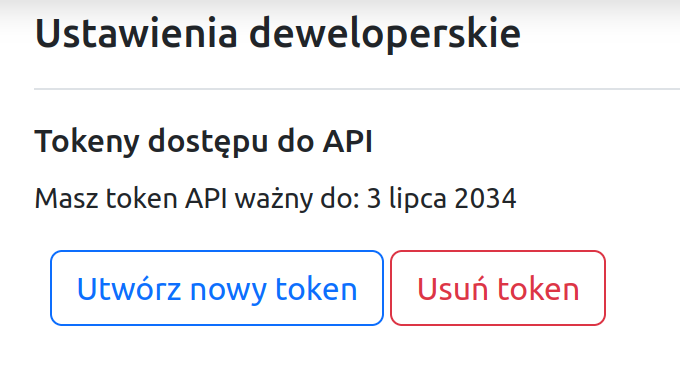 Ustawienia deweloperskie
Tokeny dostępu do API
Masz token API ważny do: 3 lipca 2034
Utwórz nowy token Usuń token